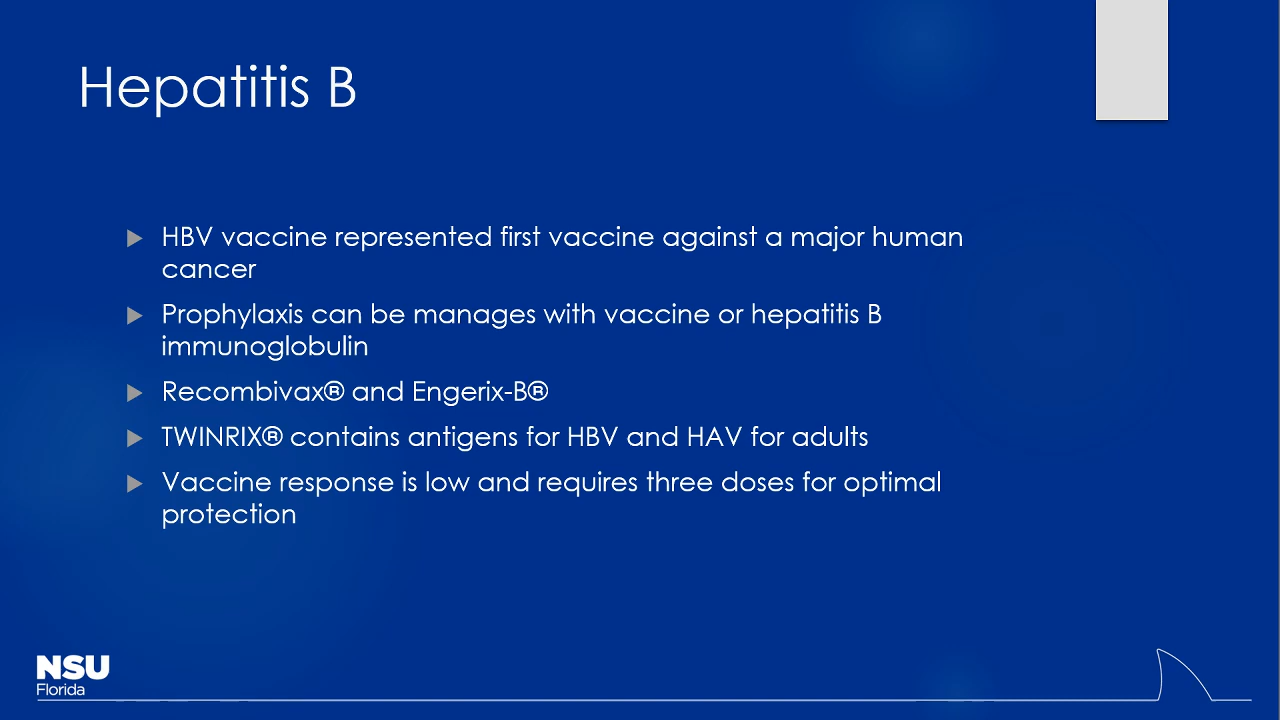 Hepatitis B
HBV vaccine represented first vaccine against a major human
cancer
Prophylaxis can be manages with vaccine or hepatitis B
immunoglobulin
Recombivax® and Engerix-B®
TWINRIX® contains antigens for HBV and HAV for adults
Vaccine response is low and requires three doses for optimal
protection
NSU
Florida